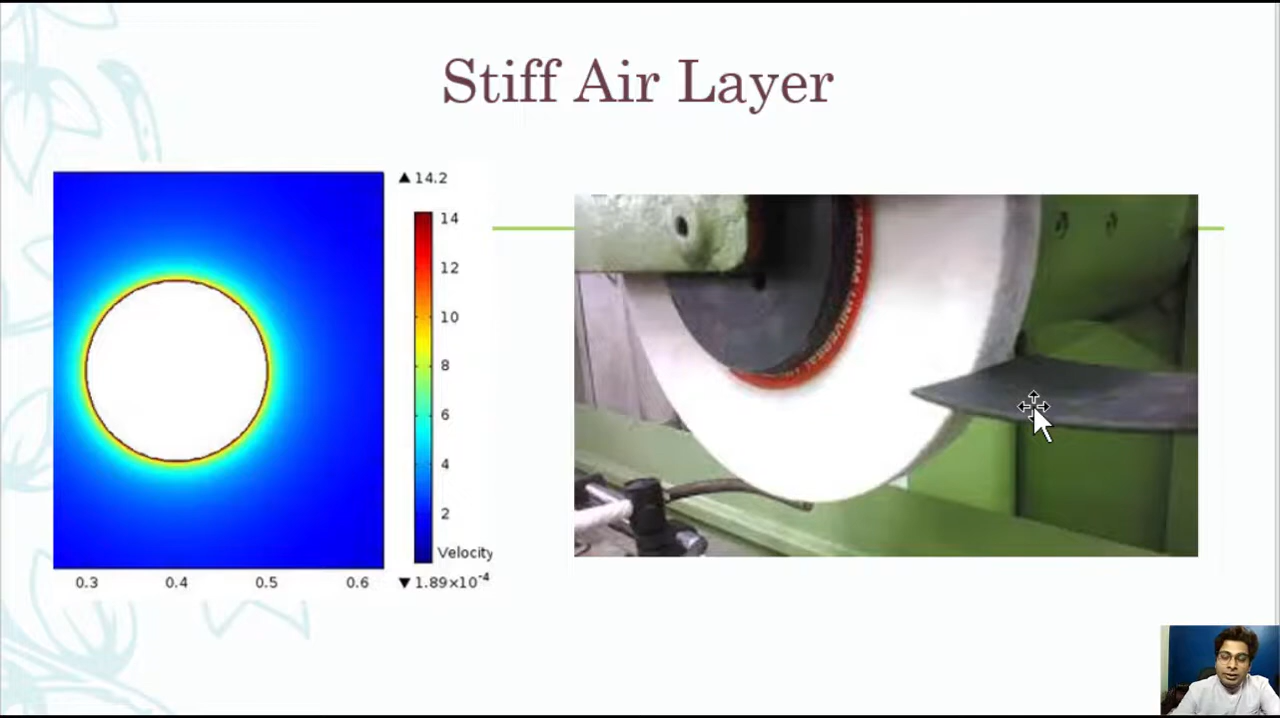 Stiff Air Layer
▲ 14.2
14
12
10
8
6
4
2
Velocity
▼ 1.89×10⁻⁴
0.3 0.4 0.5 0.6
UNIVERSAL